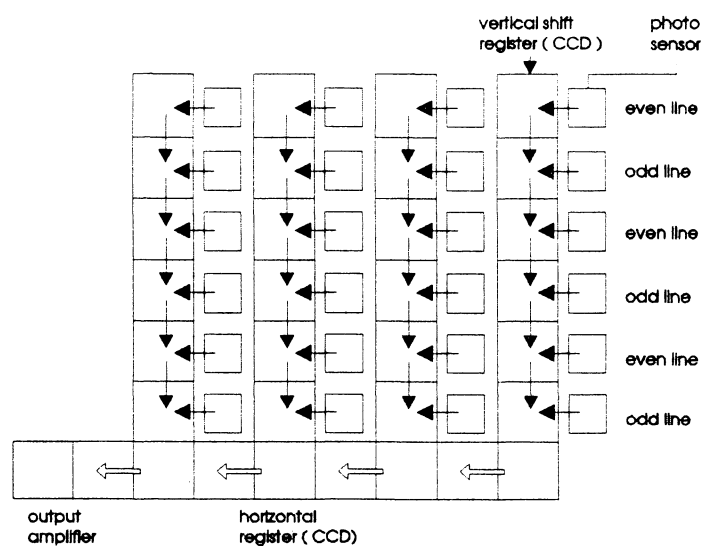 vertical shift
register ( CCD )
photo
sensor
even line
odd line
even line
odd line
even line
odd line
output
amplifier
horizontal
register ( CCD)